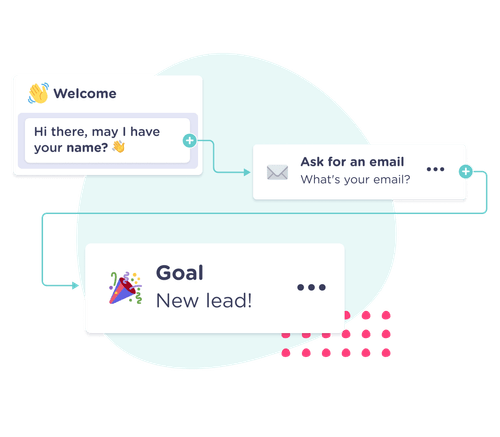 Welcome
Hi there, may I have
your name?
Ask for an email
What's your email?
Goal
New lead!